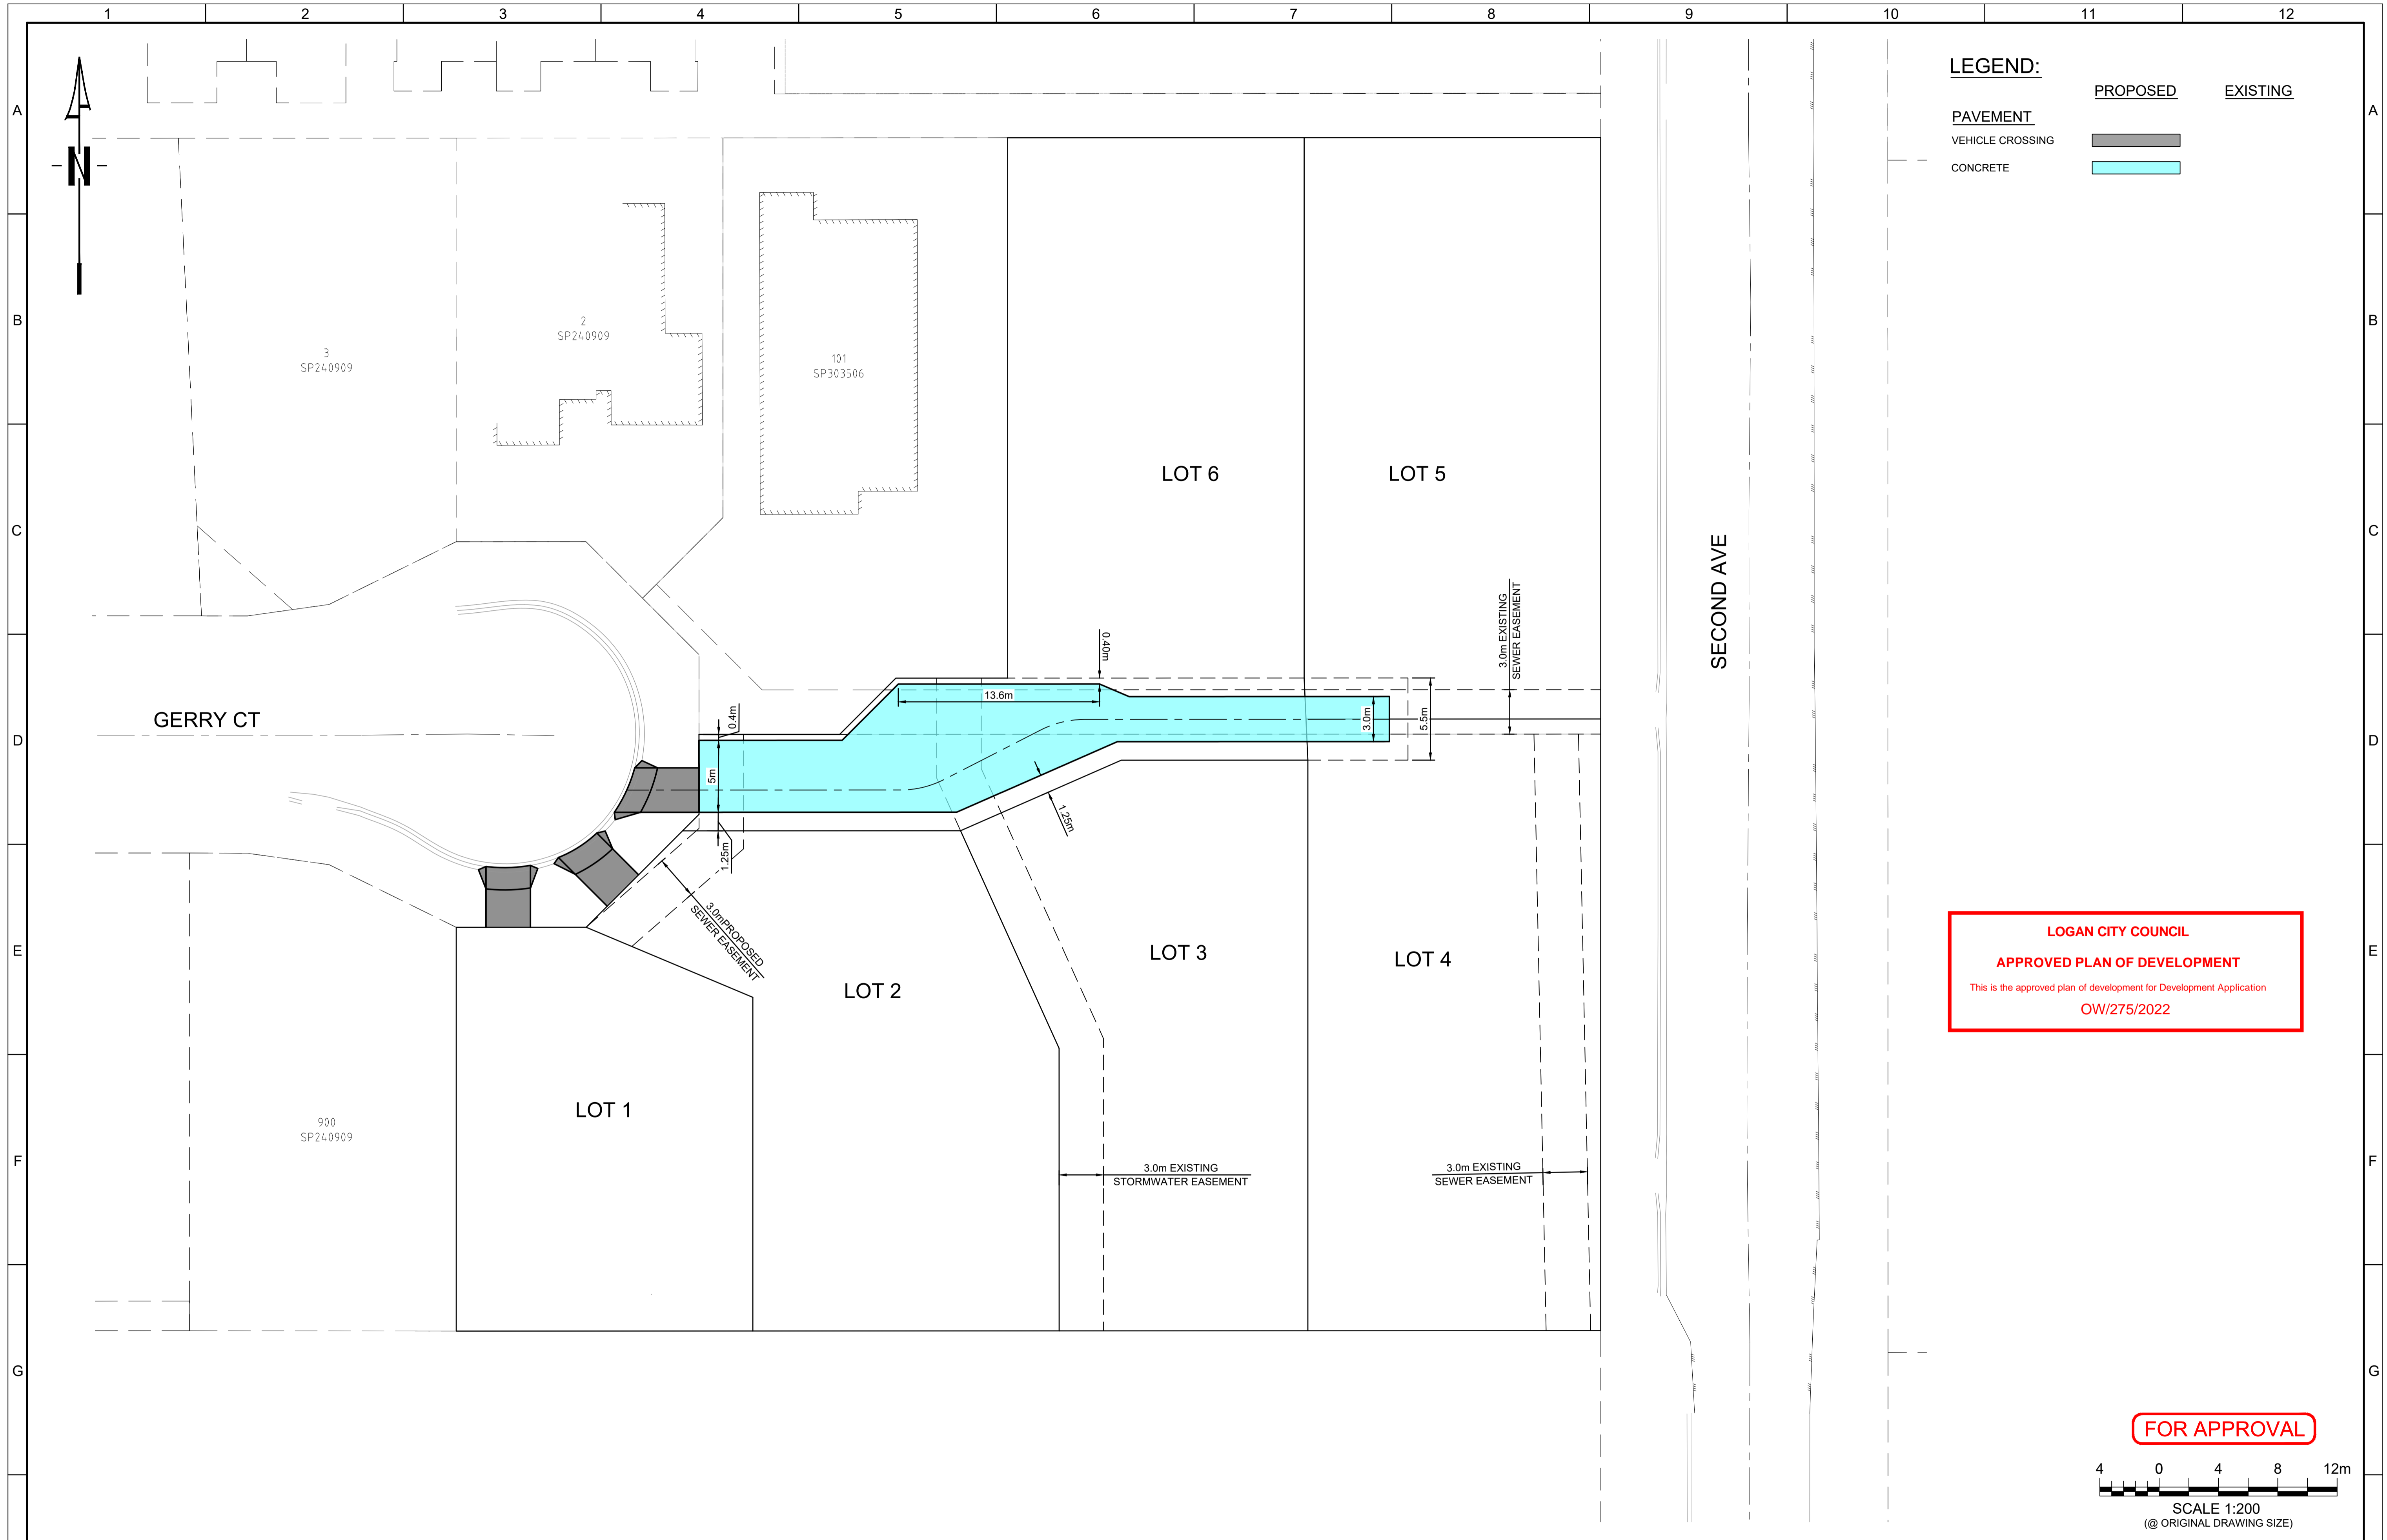 1 2 3 4 5 6 7 8 9 10 11 12
A
B
C
D
E
F
G
A
B
C
D
E
F
G
N
LEGEND:
PROPOSED EXISTING
PAVEMENT
VEHICLE CROSSING
CONCRETE
3
SP240909
2
SP240909
101
SP303506
LOT 6
LOT 5
SECOND AVE
3.0m EXISTING
SEWER EASEMENT
0.40m
13.6m
GERRY CT
0.4m
5m
3.0m
5.5m
1.25m
1.25m
3.0mPROPOSED
SEWER EASEMENT
LOT 3
LOT 4
LOT 2
LOT 1
900
SP240909
3.0m EXISTING
STORMWATER EASEMENT
3.0m EXISTING
SEWER EASEMENT
LOGAN CITY COUNCIL
APPROVED PLAN OF DEVELOPMENT
This is the approved plan of development for Development Application
OW/275/2022
FOR APPROVAL
4 0 4 8 12m
SCALE 1:200
(@ ORIGINAL DRAWING SIZE)